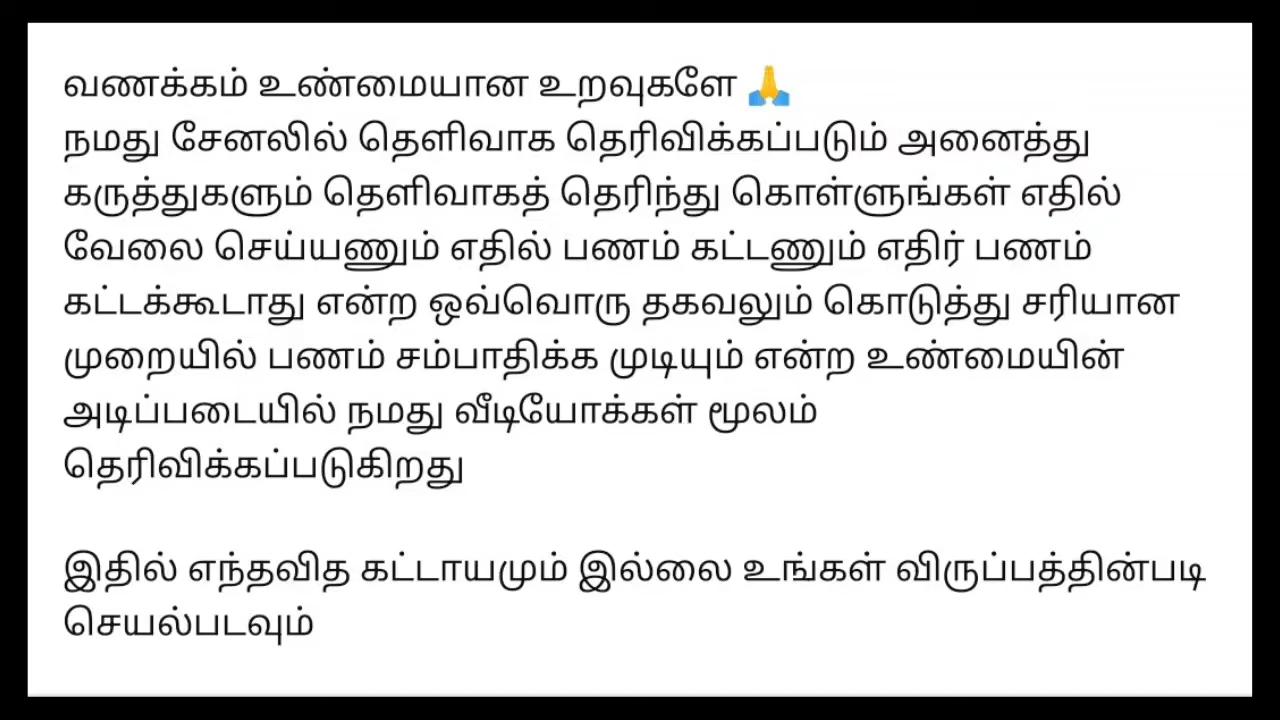 வணக்கம் உண்மையான உறவுகளே 🙏
நமது சேனலில் தெளிவாக தெரிவிக்கப்படும் அனைத்து
கருத்துகளும் தெளிவாகத் தெரிந்து கொள்ளுங்கள் எதில்
வேலை செய்யணும் எதில் பணம் கட்டணும் எதிர் பணம்
கட்டக்கூடாது என்ற ஒவ்வொரு தகவலும் கொடுத்து சரியான
முறையில் பணம் சம்பாதிக்க முடியும் என்ற உண்மையின்
அடிப்படையில் நமது வீடியோக்கள் மூலம்
தெரிவிக்கப்படுகிறது
இதில் எந்தவித கட்டாயமும் இல்லை உங்கள் விருப்பத்தின்படி
செயல்படவும்